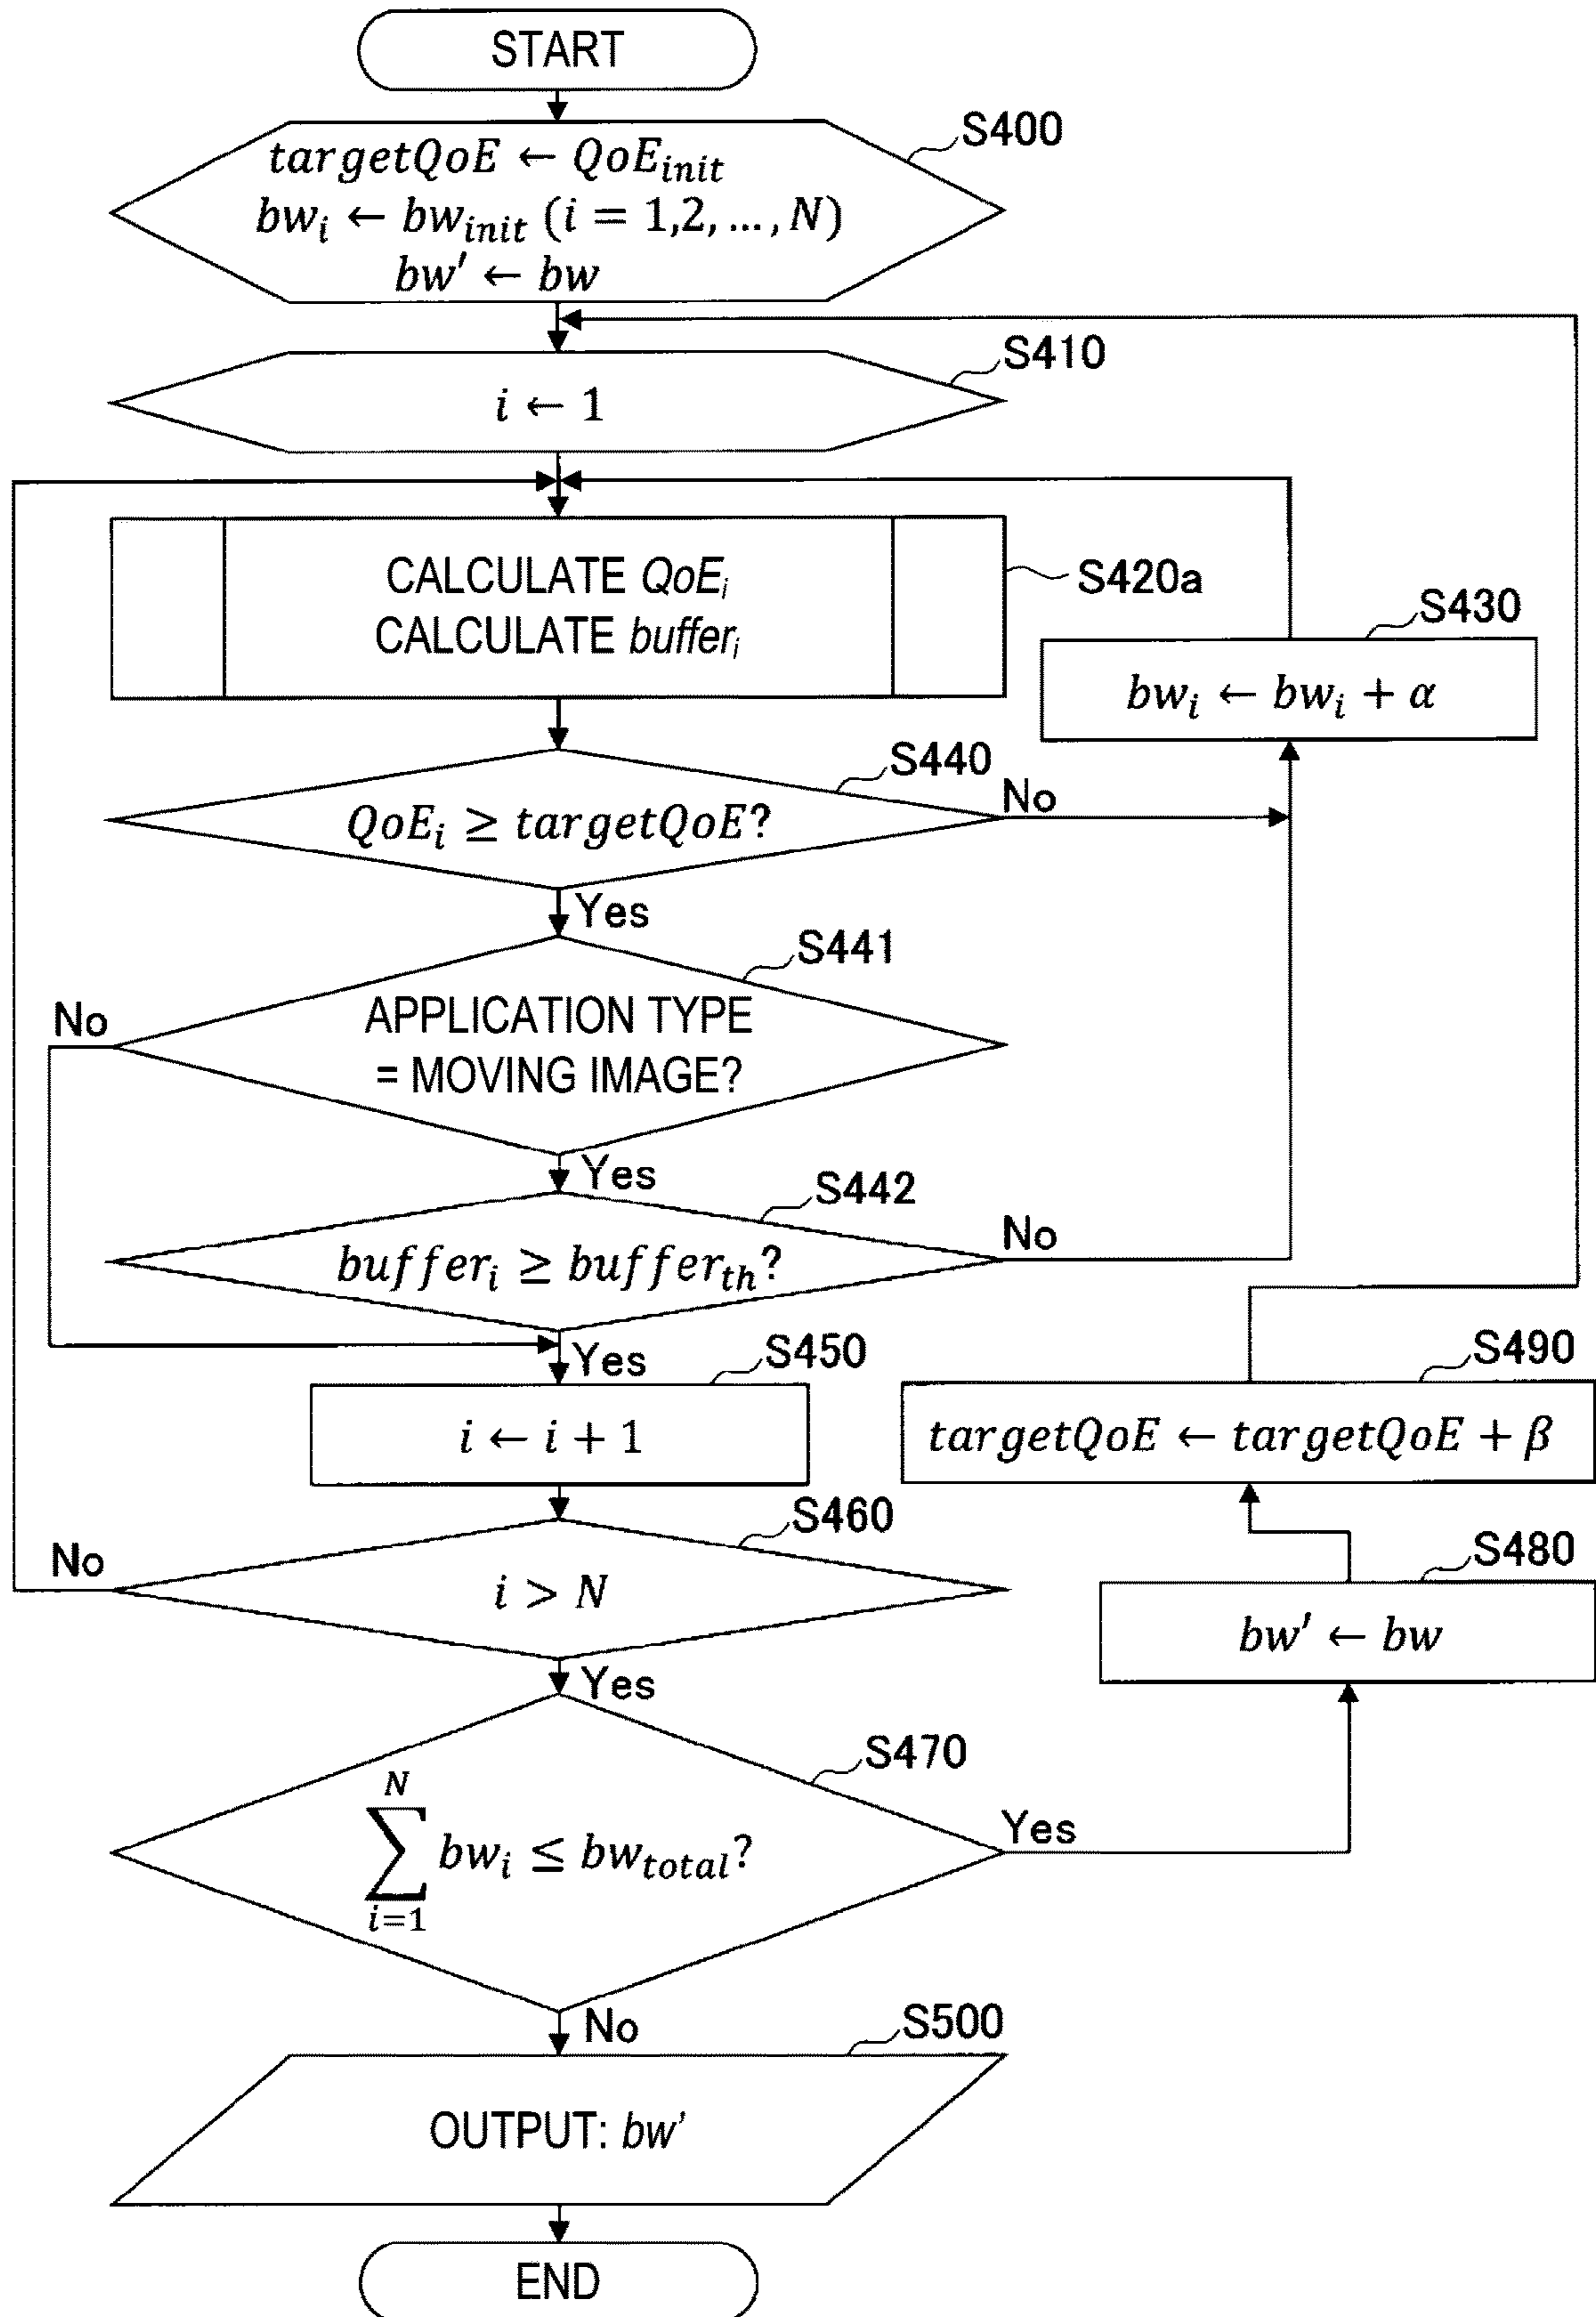 START
S400
targetQoE ← QoE_init
bw_i ← bw_init (i = 1,2, ..., N)
bw' ← bw
S410
i ← 1
CALCULATE QoE_i
CALCULATE buffer_i
S420a
S430
bw_i ← bw_i + α
S440
QoE_i ≥ targetQoE?
No
Yes
S441
APPLICATION TYPE
= MOVING IMAGE?
No
Yes
S442
buffer_i ≥ buffer_th?
No
Yes
S450
i ← i + 1
S490
targetQoE ← targetQoE + β
S460
i > N
No
Yes
S480
bw' ← bw
S470
∑_{i=1}^{N} bw_i ≤ bw_total?
Yes
No
S500
OUTPUT: bw'
END